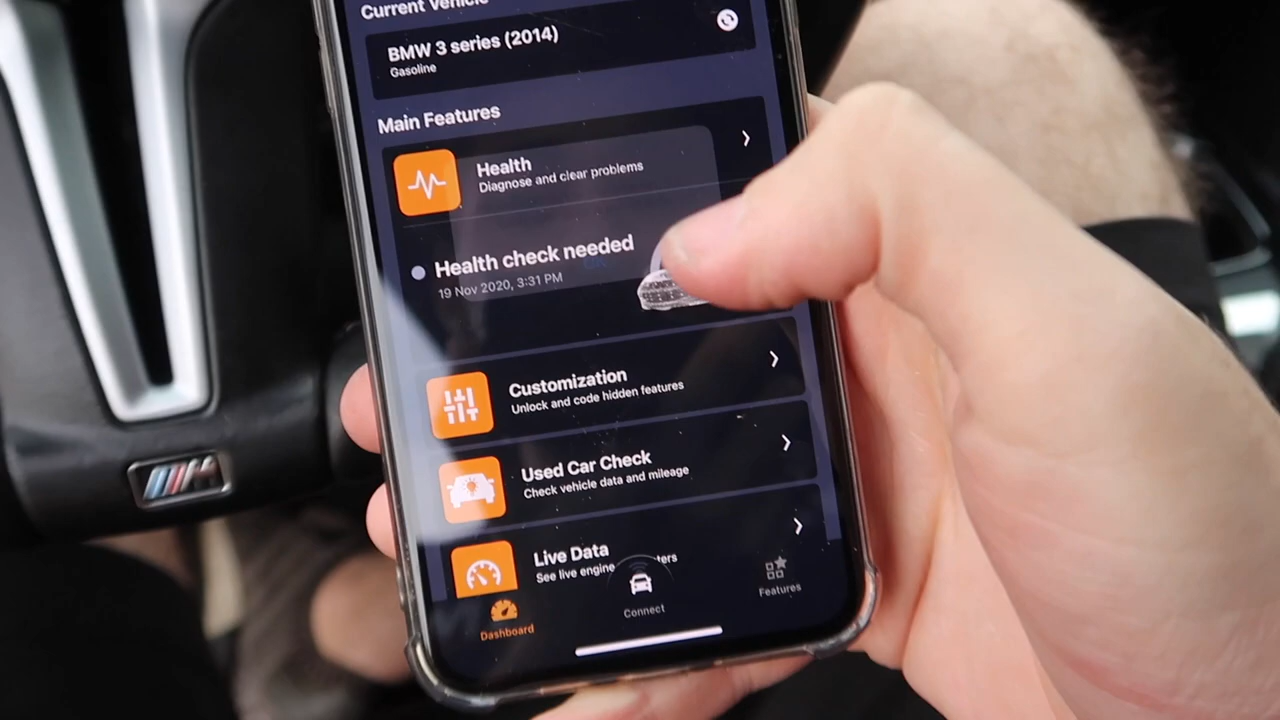 Current Vehicle
BMW 3 series (2014)
Gasoline
Main Features
Health
Diagnose and clear problems
Health check needed
19 Nov 2020, 3:31 PM
Customization
Unlock and code hidden features
Used Car Check
Check vehicle data and mileage
Live Data
See live engine
Dashboard
Connect
Features
M